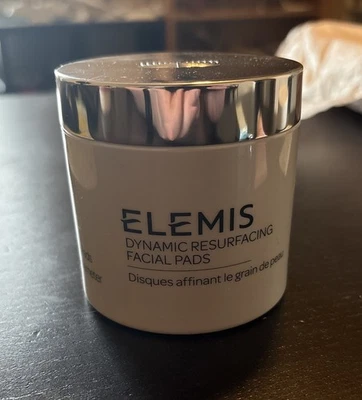 ELEMIS
DYNAMIC RESURFACING
FACIAL PADS
Disques affinant le grain de peau